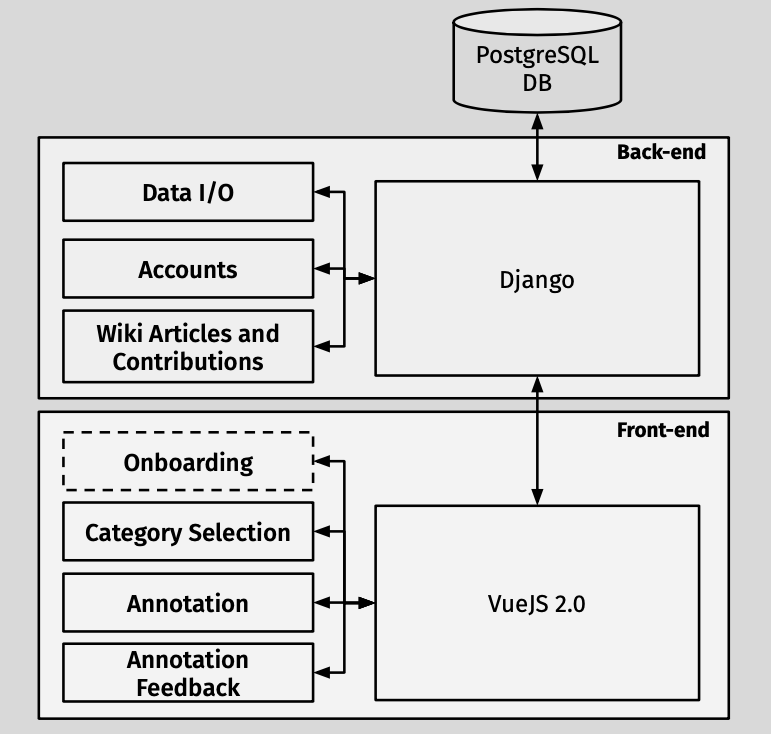 PostgreSQL
DB
Back-end
Data I/O
Accounts
Wiki Articles and
Contributions
Django
Front-end
Onboarding
Category Selection
Annotation
Annotation
Feedback
VueJS 2.0